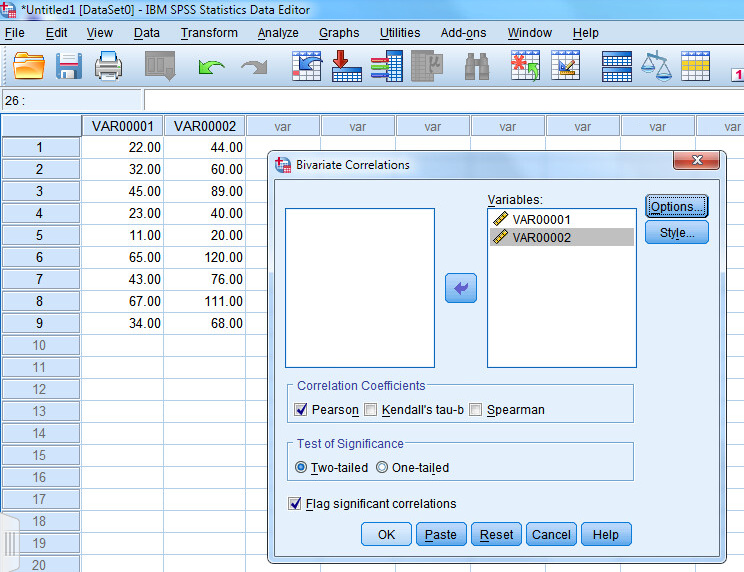 *Untitled1 [DataSet0] - IBM SPSS Statistics Data Editor
File Edit View Data Transform Analyze Graphs Utilities Add-ons Window Help
26 :
VAR00001 VAR00002 var var var var var var var
1 22.00 44.00
2 32.00 60.00
3 45.00 89.00
4 23.00 40.00
5 11.00 20.00
6 65.00 120.00
7 43.00 76.00
8 67.00 111.00
9 34.00 68.00
10
11
12
13
14
15
16
17
18
19
20
Bivariate Correlations
Variables:
VAR00001
VAR00002
Options...
Style...
Correlation Coefficients
Pearson Kendall's tau-b Spearman
Test of Significance
Two-tailed One-tailed
Flag significant correlations
OK Paste Reset Cancel Help